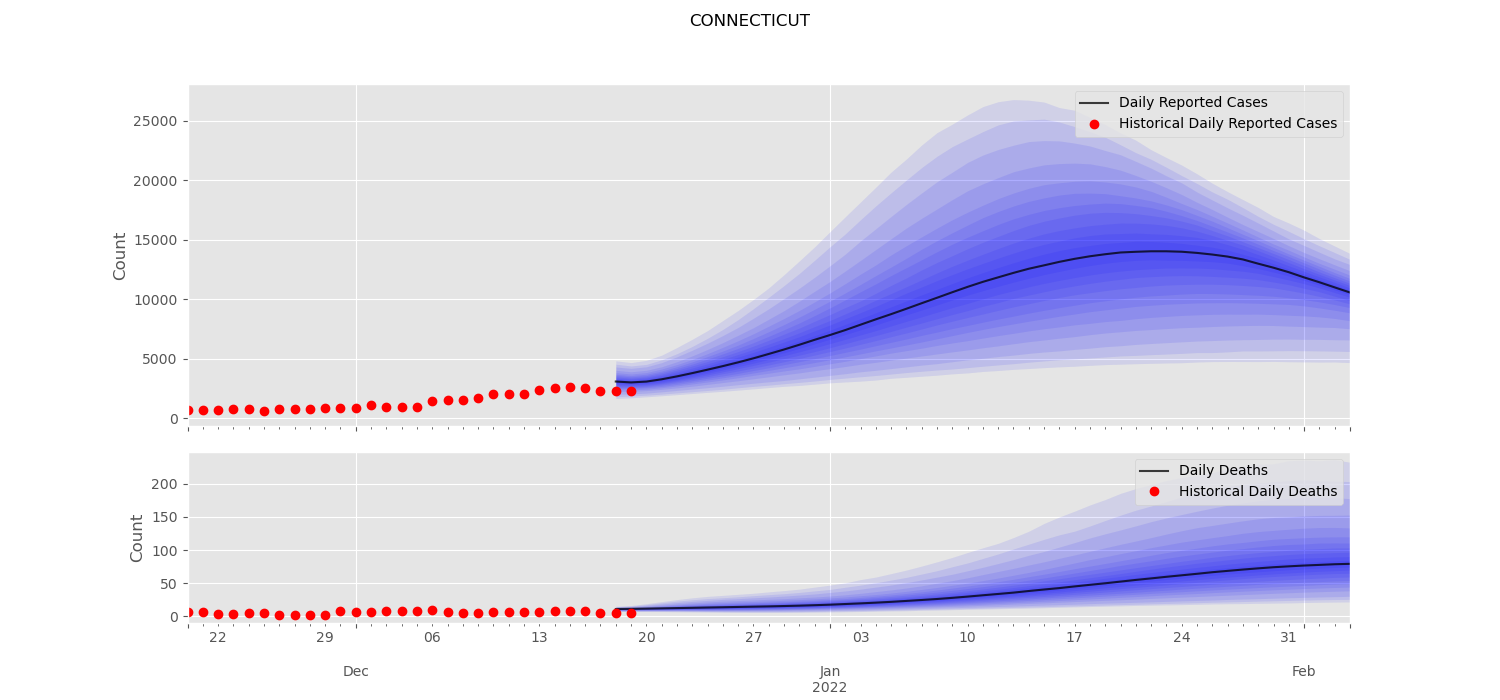 CONNECTICUT
25000
20000
15000
10000
5000
0
Count
Daily Reported Cases
Historical Daily Reported Cases
200
150
100
50
0
Count
Daily Deaths
Historical Daily Deaths
22 29 06 13 20 27 03 10 17 24 31
Dec Jan Feb
2022